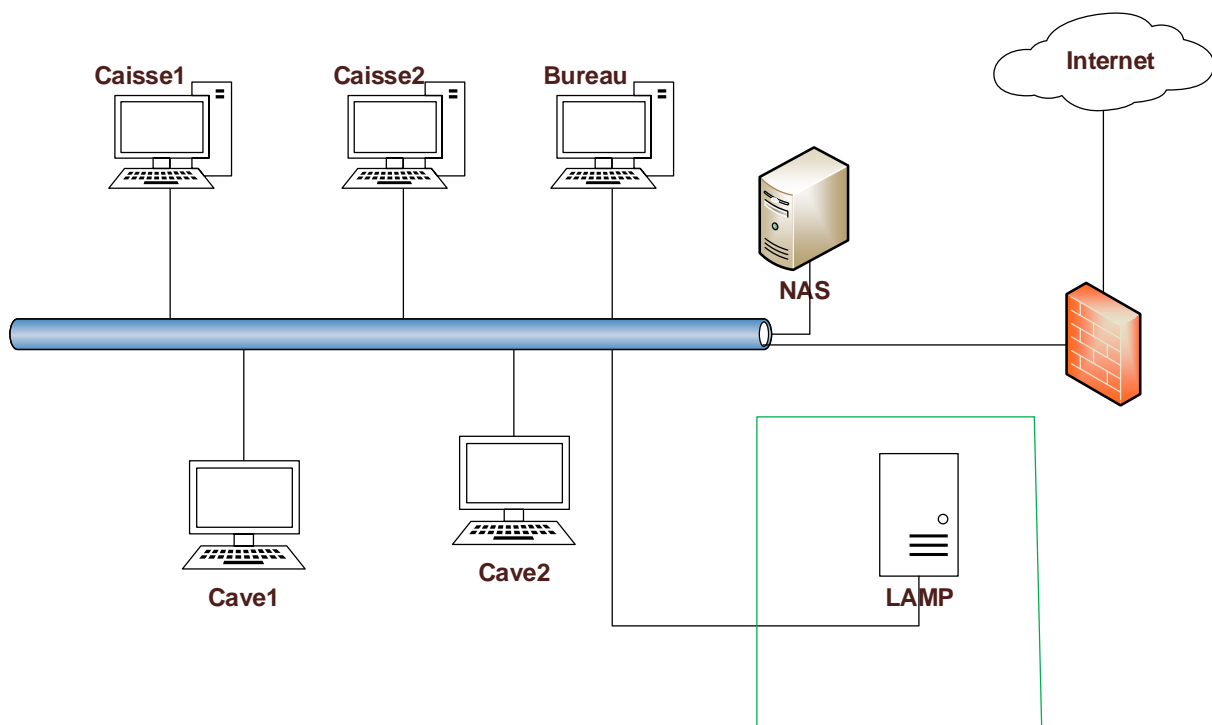 Caisse1
Caisse2
Bureau
Internet
NAS
Cave1
Cave2
LAMP